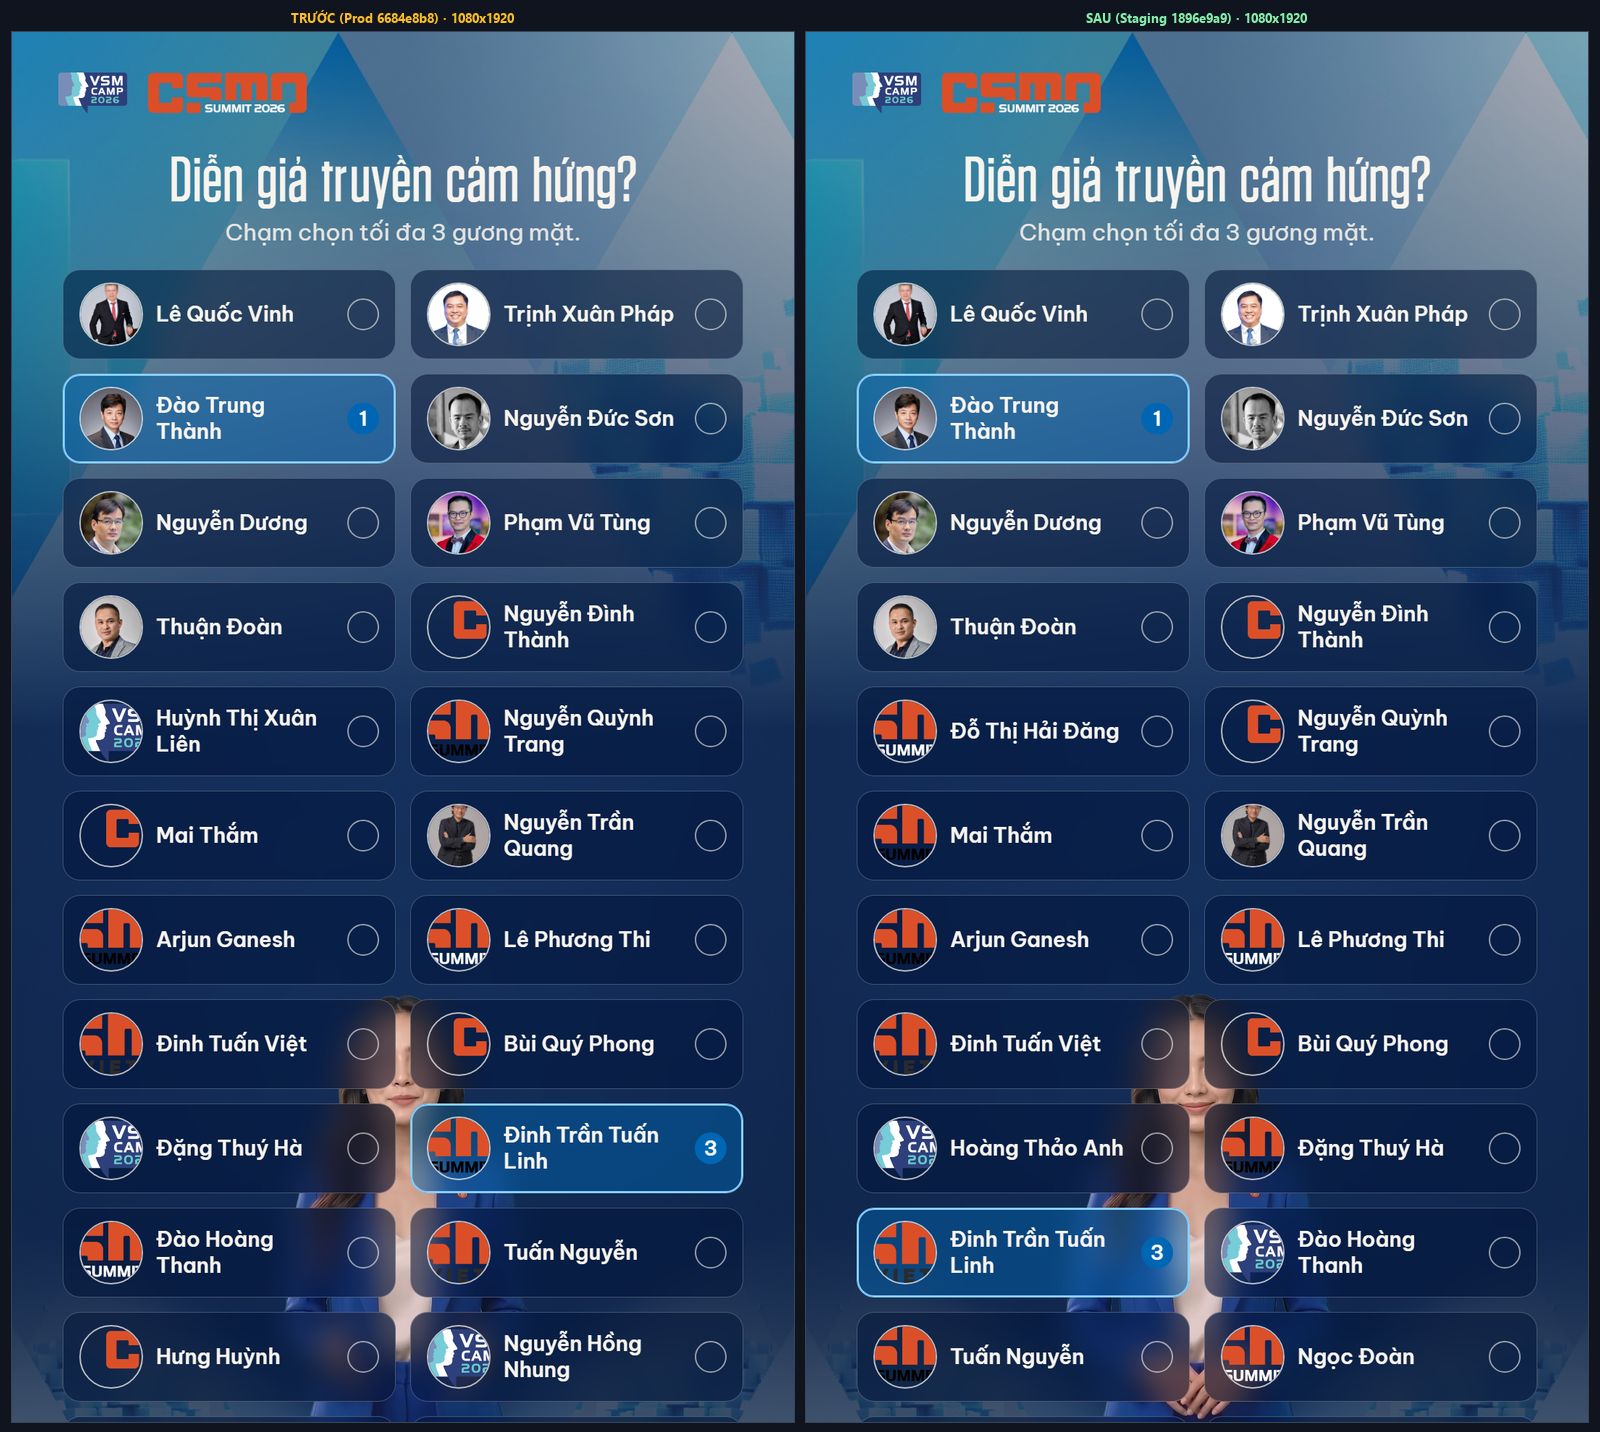 TRƯỚC (Prod 6684e8b8) · 1080x1920
VSM
CAMP
2026
CSMO
SUMMIT 2026
Diễn giả truyền cảm hứng?
Chạm chọn tối đa 3 gương mặt.
Lê Quốc Vinh
Trịnh Xuân Pháp
Đào Trung
Thành
1
Nguyễn Đức Sơn
Nguyễn Dương
Phạm Vũ Tùng
Thuận Đoàn
Nguyễn Đình
Thành
Huỳnh Thị Xuân
Liên
Nguyễn Quỳnh
Trang
Mai Thắm
Nguyễn Trần
Quang
Arjun Ganesh
Lê Phương Thi
Đinh Tuấn Việt
Bùi Quý Phong
Đặng Thuý Hà
Đinh Trần Tuấn
Linh
3
Đào Hoàng
Thanh
Tuấn Nguyễn
Hưng Huỳnh
Nguyễn Hồng
Nhung
SAU (Staging 1896e9a9) · 1080x1920
VSM
CAMP
2026
CSMO
SUMMIT 2026
Diễn giả truyền cảm hứng?
Chạm chọn tối đa 3 gương mặt.
Lê Quốc Vinh
Trịnh Xuân Pháp
Đào Trung
Thành
1
Nguyễn Đức Sơn
Nguyễn Dương
Phạm Vũ Tùng
Thuận Đoàn
Nguyễn Đình
Thành
Đỗ Thị Hải Đăng
Nguyễn Quỳnh
Trang
Mai Thắm
Nguyễn Trần
Quang
Arjun Ganesh
Lê Phương Thi
Đinh Tuấn Việt
Bùi Quý Phong
Hoàng Thảo Anh
Đặng Thuý Hà
Đinh Trần Tuấn
Linh
3
Đào Hoàng
Thanh
Tuấn Nguyễn
Ngọc Đoàn